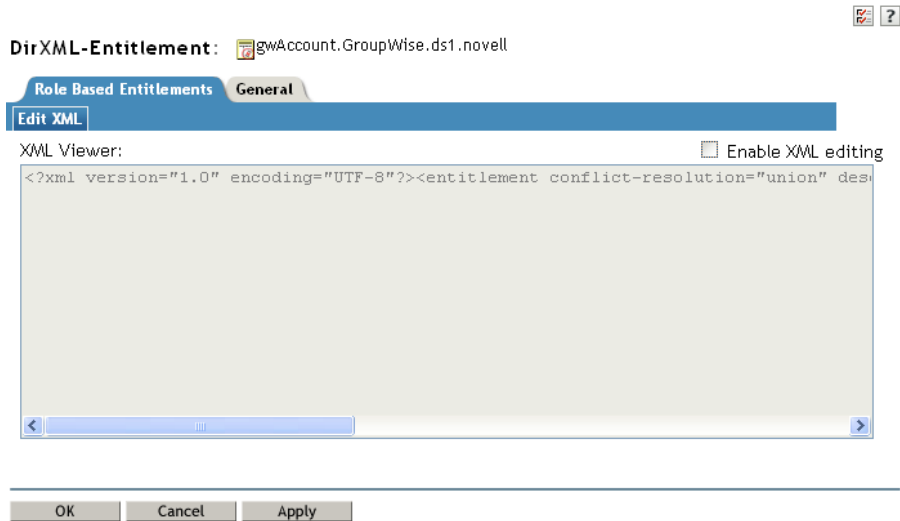 ?
DirXML-Entitlement: gwAccount.GroupWise.ds1.novell
Role Based Entitlements General
Edit XML
XML Viewer: Enable XML editing
<?xml version="1.0" encoding="UTF-8"?><entitlement conflict-resolution="union" des
OK Cancel Apply